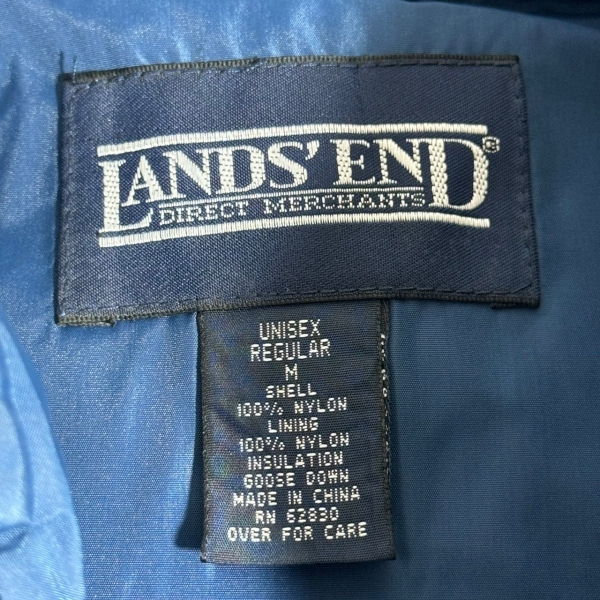 LANDS' END®
DIRECT MERCHANTS
UNISEX
REGULAR
M
SHELL
100% NYLON
LINING
100% NYLON
INSULATION
GOOSE DOWN
MADE IN CHINA
RN 62830
OVER FOR CARE